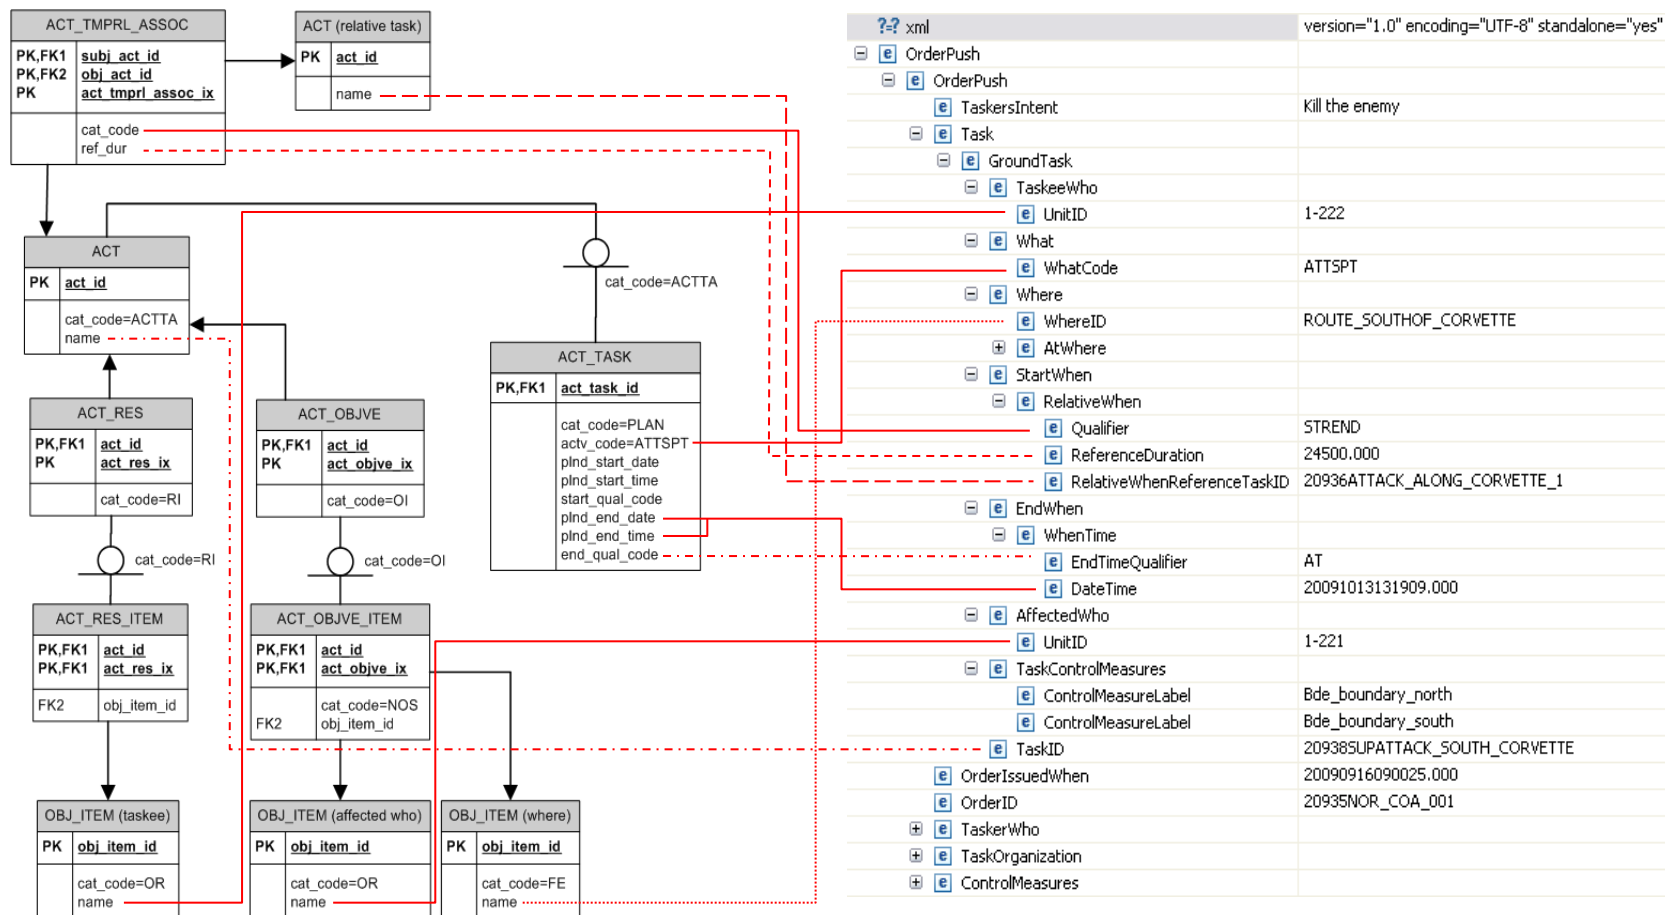 ACT_TMPRL_ASSOC
PK,FK1 subj_act_id
PK,FK2 obj_act_id
PK act_tmprl_assoc_ix
cat_code
ref_dur
ACT (relative task)
PK act_id
name
ACT
PK act_id
cat_code=ACTTA
name
cat_code=ACTTA
ACT_TASK
PK,FK1 act_task_id
cat_code=PLAN
actv_code=ATTSPT
plnd_start_date
plnd_start_time
start_qual_code
plnd_end_date
plnd_end_time
end_qual_code
ACT_RES
PK,FK1 act_id
PK act_res_ix
cat_code=RI
cat_code=RI
ACT_OBJVE
PK,FK1 act_id
PK act_objve_ix
cat_code=OI
cat_code=OI
ACT_RES_ITEM
PK,FK1 act_id
PK,FK1 act_res_ix
FK2 obj_item_id
ACT_OBJVE_ITEM
PK,FK1 act_id
PK,FK1 act_objve_ix
cat_code=NOS
FK2 obj_item_id
OBJ_ITEM (taskee)
PK obj_item_id
cat_code=OR
name
OBJ_ITEM (affected who)
PK obj_item_id
cat_code=OR
name
OBJ_ITEM (where)
PK obj_item_id
cat_code=FE
name
?=? xml version="1.0" encoding="UTF-8" standalone="yes"
e OrderPush
e OrderPush
e TaskersIntent Kill the enemy
e Task
e GroundTask
e TaskeeWho
e UnitID 1-222
e What
e WhatCode ATTSPT
e Where
e WhereID ROUTE_SOUTHOF_CORVETTE
e AtWhere
e StartWhen
e RelativeWhen
e Qualifier STREND
e ReferenceDuration 24500.000
e RelativeWhenReferenceTaskID 20936ATTACK_ALONG_CORVETTE_1
e EndWhen
e WhenTime
e EndTimeQualifier AT
e DateTime 20091013131909.000
e AffectedWho
e UnitID 1-221
e TaskControlMeasures
e ControlMeasureLabel Bde_boundary_north
e ControlMeasureLabel Bde_boundary_south
e TaskID 20938SUPATTACK_SOUTH_CORVETTE
e OrderIssuedWhen 20090916090025.000
e OrderID 20935NOR_COA_001
e TaskerWho
e TaskOrganization
e ControlMeasures